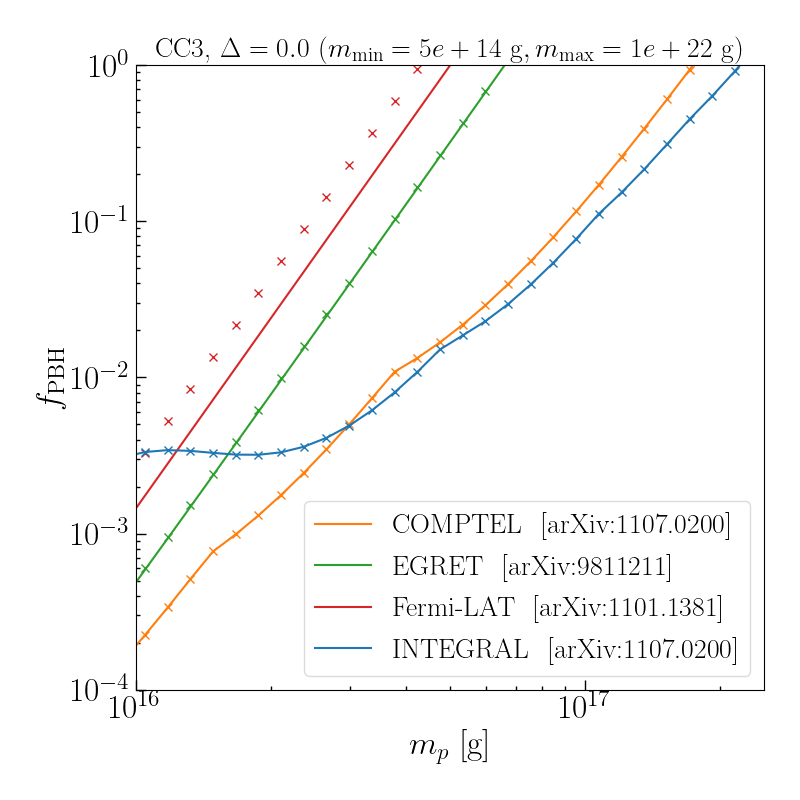 CC3, Δ = 0.0 (m_min = 5e + 14 g, m_max = 1e + 22 g)
10^0
10^−1
10^−2
10^−3
10^−4
f_PBH
COMPTEL [arXiv:1107.0200]
EGRET [arXiv:9811211]
Fermi-LAT [arXiv:1101.1381]
INTEGRAL [arXiv:1107.0200]
10^16
10^17
m_p [g]